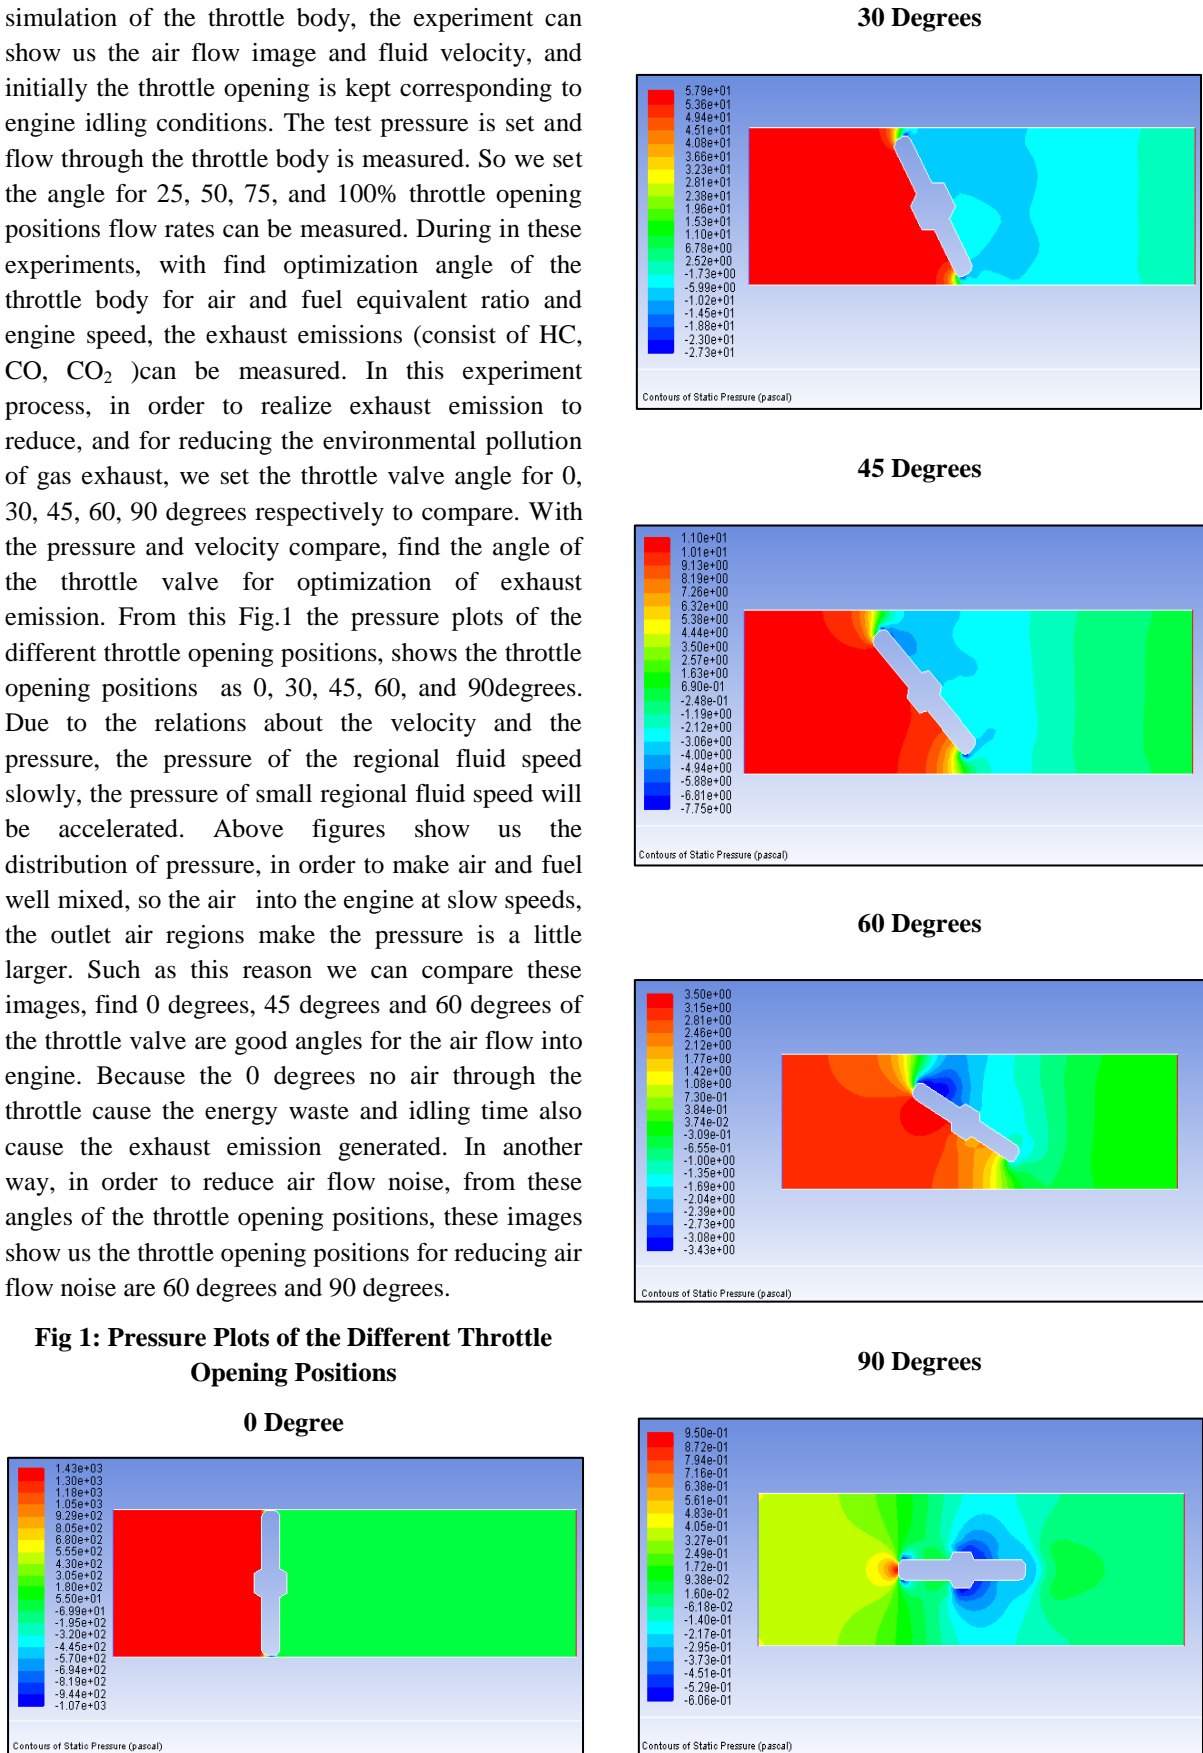 simulation of the throttle body, the experiment can
show us the air flow image and fluid velocity, and
initially the throttle opening is kept corresponding to
engine idling conditions. The test pressure is set and
flow through the throttle body is measured. So we set
the angle for 25, 50, 75, and 100% throttle opening
positions flow rates can be measured. During in these
experiments, with find optimization angle of the
throttle body for air and fuel equivalent ratio and
engine speed, the exhaust emissions (consist of HC,
CO, CO₂ )can be measured. In this experiment
process, in order to realize exhaust emission to
reduce, and for reducing the environmental pollution
of gas exhaust, we set the throttle valve angle for 0,
30, 45, 60, 90 degrees respectively to compare. With
the pressure and velocity compare, find the angle of
the throttle valve for optimization of exhaust
emission. From this Fig.1 the pressure plots of the
different throttle opening positions, shows the throttle
opening positions as 0, 30, 45, 60, and 90degrees.
Due to the relations about the velocity and the
pressure, the pressure of the regional fluid speed
slowly, the pressure of small regional fluid speed will
be accelerated. Above figures show us the
distribution of pressure, in order to make air and fuel
well mixed, so the air into the engine at slow speeds,
the outlet air regions make the pressure is a little
larger. Such as this reason we can compare these
images, find 0 degrees, 45 degrees and 60 degrees of
the throttle valve are good angles for the air flow into
engine. Because the 0 degrees no air through the
throttle cause the energy waste and idling time also
cause the exhaust emission generated. In another
way, in order to reduce air flow noise, from these
angles of the throttle opening positions, these images
show us the throttle opening positions for reducing air
flow noise are 60 degrees and 90 degrees.
Fig 1: Pressure Plots of the Different Throttle
Opening Positions
0 Degree
1.43e+03
1.30e+03
1.18e+03
1.05e+03
9.29e+02
8.05e+02
6.80e+02
5.55e+02
4.30e+02
3.05e+02
1.80e+02
5.50e+01
-6.99e+01
-1.95e+02
-3.20e+02
-4.45e+02
-5.70e+02
-6.94e+02
-8.19e+02
-9.44e+02
-1.07e+03
Contours of Static Pressure (pascal)
30 Degrees
5.79e+01
5.36e+01
4.94e+01
4.51e+01
4.08e+01
3.66e+01
3.23e+01
2.81e+01
2.38e+01
1.96e+01
1.53e+01
1.10e+01
6.78e+00
2.52e+00
-1.73e+00
-5.99e+00
-1.02e+01
-1.45e+01
-1.88e+01
-2.30e+01
-2.73e+01
Contours of Static Pressure (pascal)
45 Degrees
1.10e+01
1.01e+01
9.13e+00
8.19e+00
7.26e+00
6.32e+00
5.38e+00
4.44e+00
3.50e+00
2.57e+00
1.63e+00
6.90e-01
-2.48e-01
-1.19e+00
-2.12e+00
-3.06e+00
-4.00e+00
-4.94e+00
-5.88e+00
-6.81e+00
-7.75e+00
Contours of Static Pressure (pascal)
60 Degrees
3.50e+00
3.15e+00
2.81e+00
2.46e+00
2.12e+00
1.77e+00
1.42e+00
1.08e+00
7.30e-01
3.84e-01
3.74e-02
-3.09e-01
-6.55e-01
-1.00e+00
-1.35e+00
-1.69e+00
-2.04e+00
-2.39e+00
-2.73e+00
-3.08e+00
-3.43e+00
Contours of Static Pressure (pascal)
90 Degrees
9.50e-01
8.72e-01
7.94e-01
7.16e-01
6.38e-01
5.61e-01
4.83e-01
4.05e-01
3.27e-01
2.49e-01
1.72e-01
9.38e-02
1.60e-02
-6.18e-02
-1.40e-01
-2.17e-01
-2.95e-01
-3.73e-01
-4.51e-01
-5.29e-01
-6.06e-01
Contours of Static Pressure (pascal)